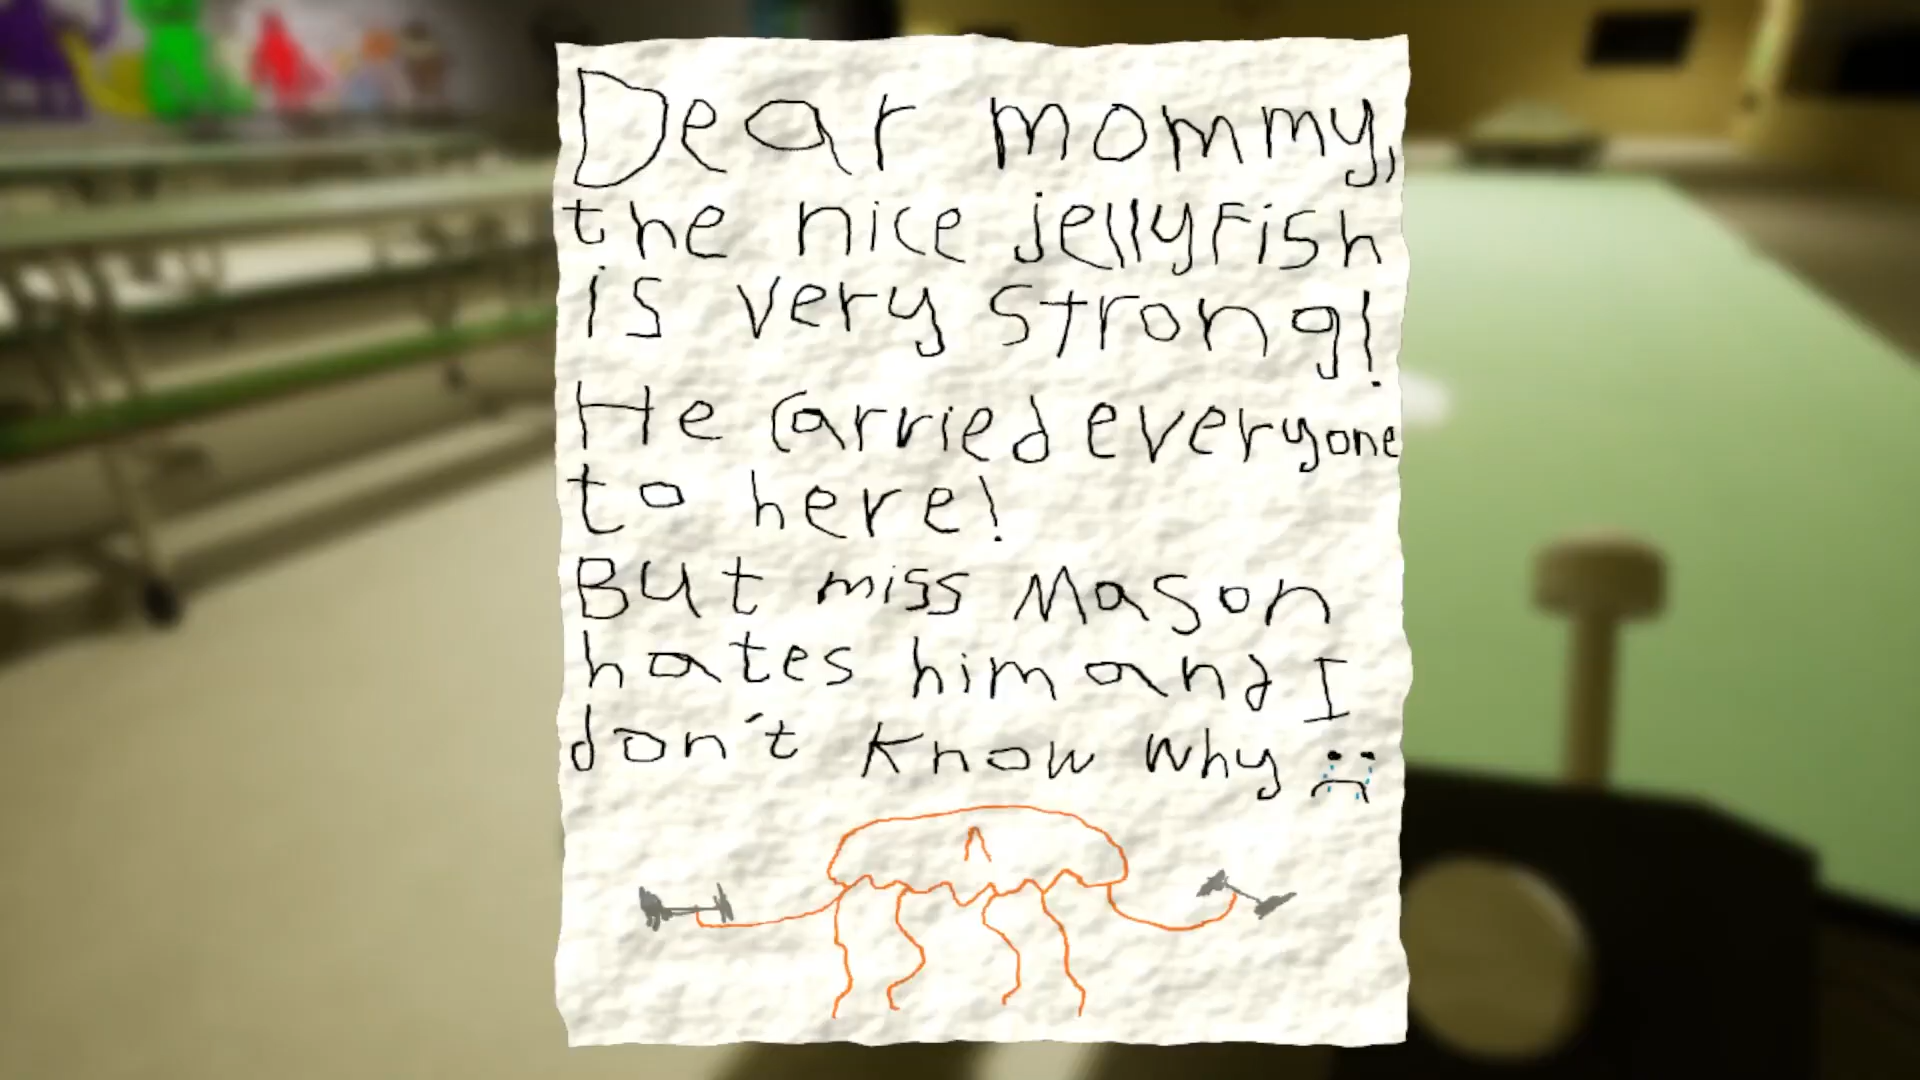 Dear mommy,
the nice jellyfish
is very strong!
He carried everyone
to here!
But miss Mason
hates him and I
don't know why